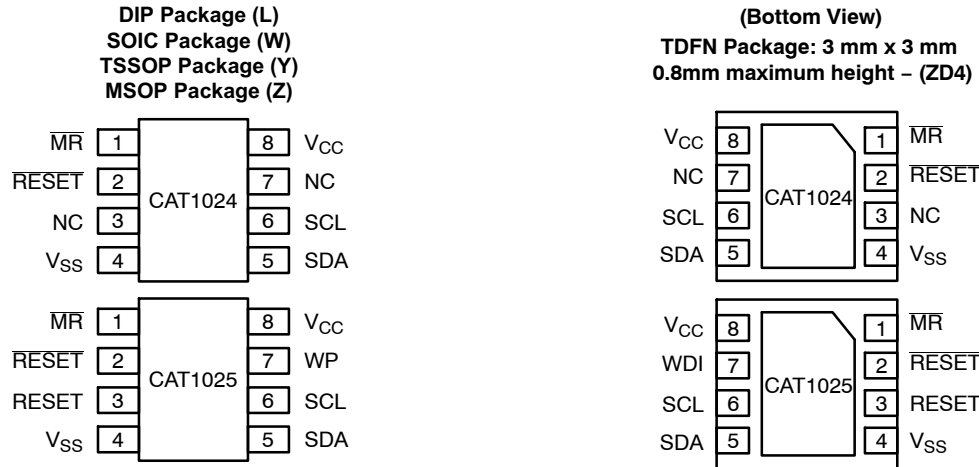 DIP Package (L)
SOIC Package (W)
TSSOP Package (Y)
MSOP Package (Z)
MR 1 8 VCC
RESET 2 7 NC
CAT1024
NC 3 6 SCL
VSS 4 5 SDA
MR 1 8 VCC
RESET 2 7 WP
CAT1025
RESET 3 6 SCL
VSS 4 5 SDA
(Bottom View)
TDFN Package: 3 mm x 3 mm
0.8mm maximum height – (ZD4)
VCC 8 1 MR
NC 7 2 RESET
CAT1024
SCL 6 3 NC
SDA 5 4 VSS
VCC 8 1 MR
WDI 7 2 RESET
CAT1025
SCL 6 3 RESET
SDA 5 4 VSS